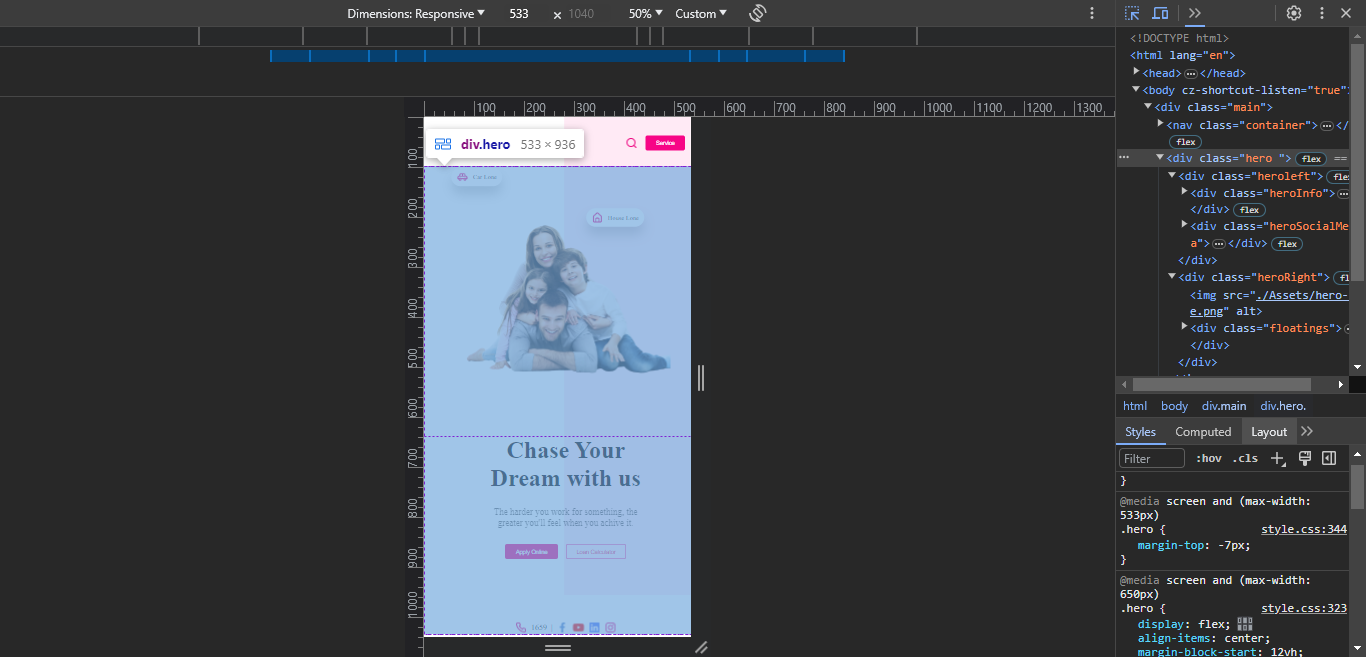 Dimensions: Responsive 533 × 1040 50% Custom
100 200 300 400 500 600 700 800 900 1000 1100 1200 1300
100
200
300
400
500
600
700
800
900
1000
div.hero 533 × 936
Service
Car Lone
House Lone
Chase Your
Dream with us
The harder you work for something, the
greater you'll feel when you achive it.
Apply Online Loan Calculator
1669 |
<!DOCTYPE html>
<html lang="en">
<head> </head>
<body cz-shortcut-listen="true">
<div class="main">
<nav class="container"> </
flex
<div class="hero "> flex ==
<div class="heroleft"> fle
<div class="heroInfo">
</div> flex
<div class="heroSocialMe
a"> </div> flex
</div>
<div class="heroRight"> fl
<img src="./Assets/hero-
e.png" alt>
<div class="floatings">
</div>
</div>
html body div.main div.hero.
Styles Computed Layout
Filter :hov .cls
}
@media screen and (max-width:
533px)
.hero { style.css:344
margin-top: -7px;
}
@media screen and (max-width:
650px)
.hero { style.css:323
display: flex;
align-items: center;
margin-block-start: 12vh;